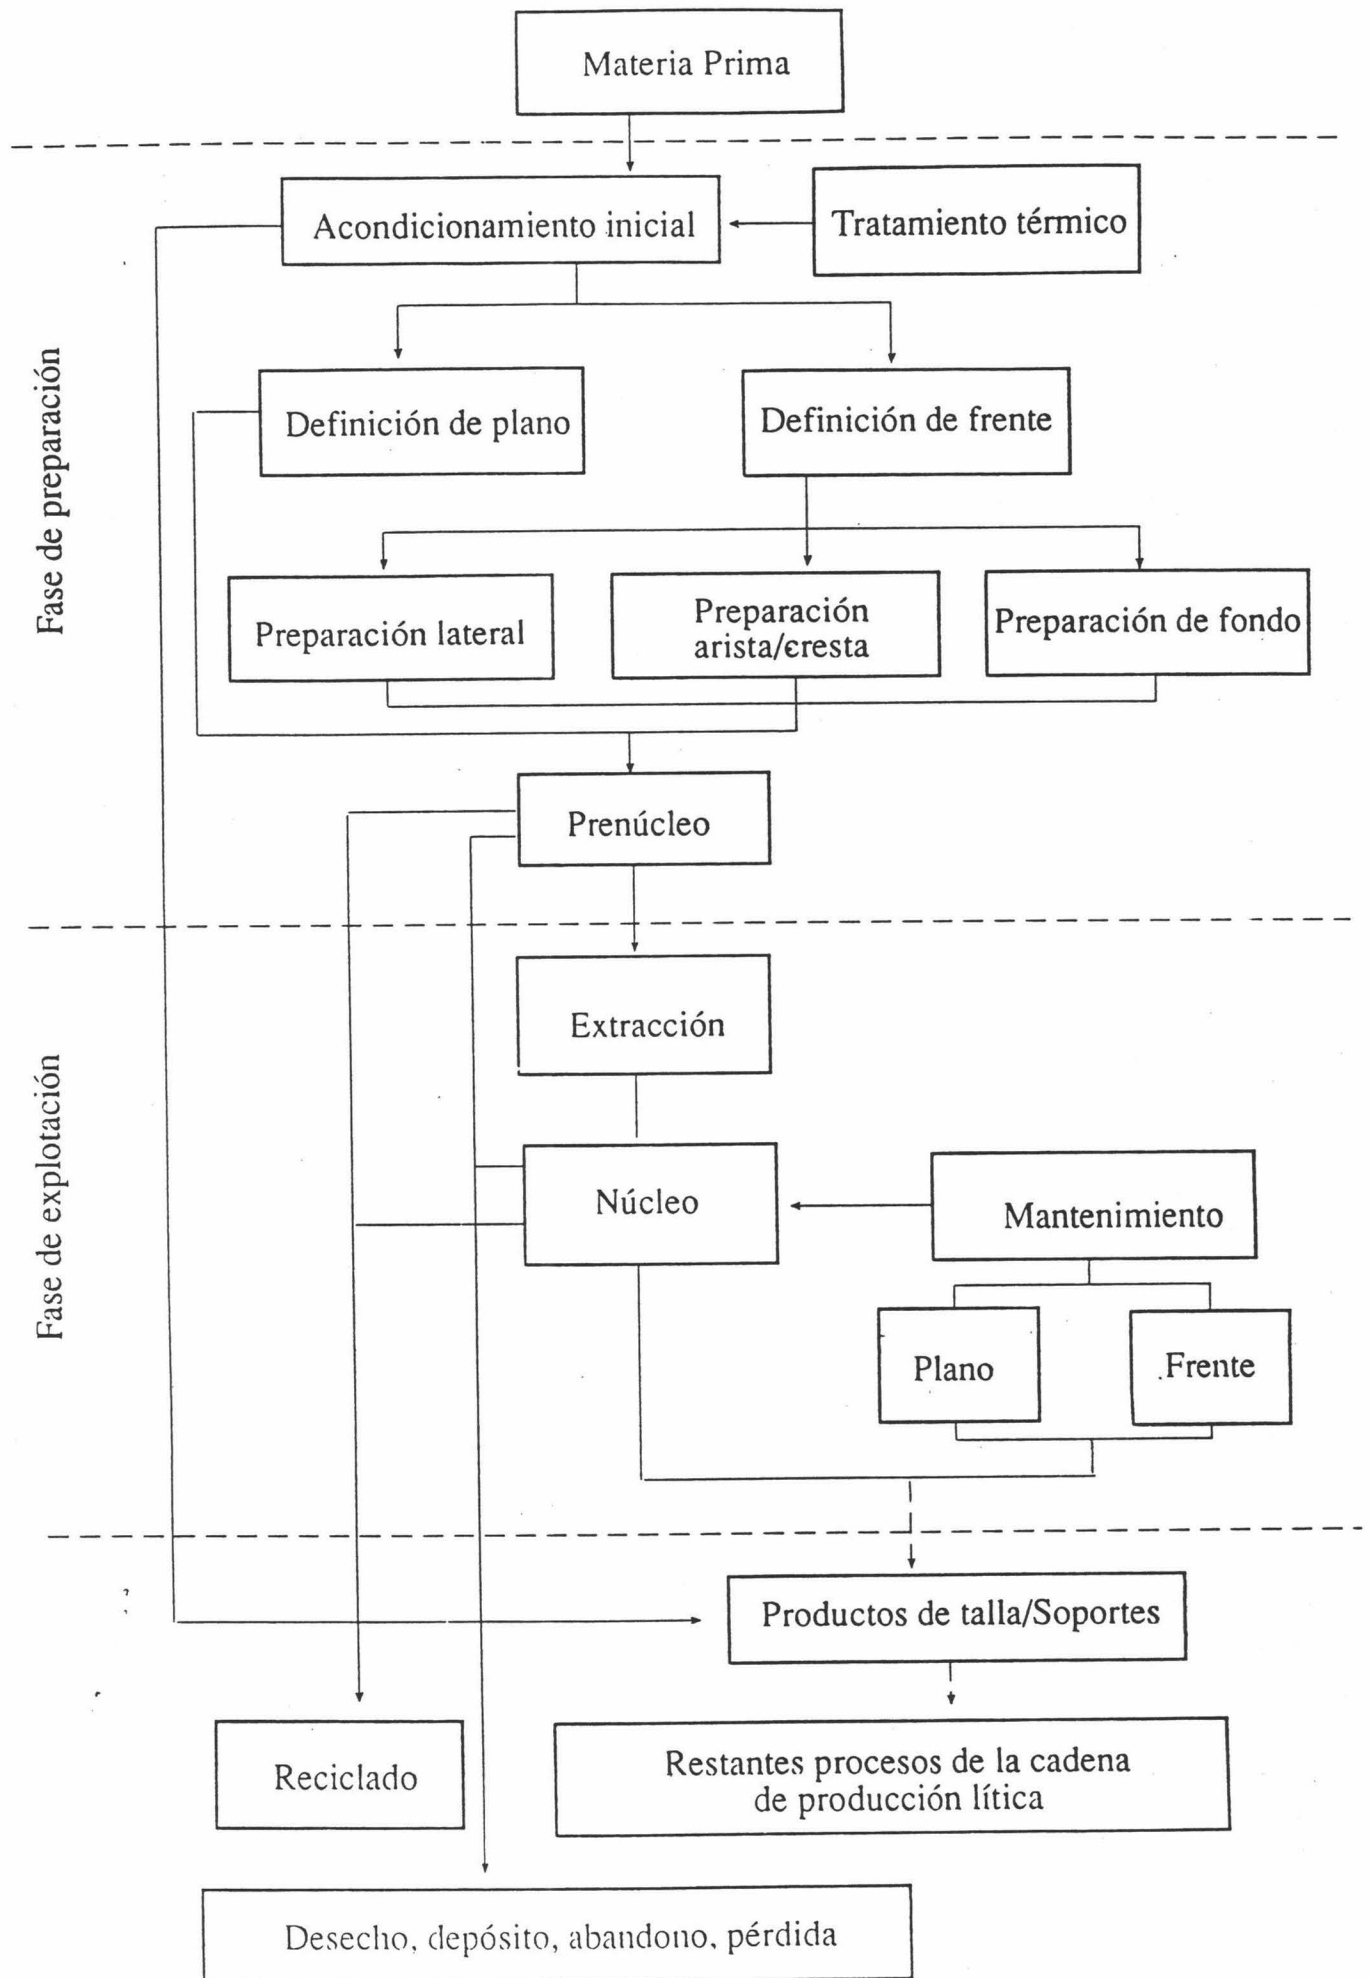 Materia Prima
Acondicionamiento inicial
Tratamiento térmico
Fase de preparación
Definición de plano
Definición de frente
Preparación lateral
Preparación
arista/cresta
Preparación de fondo
Prenúcleo
Fase de explotación
Extracción
Núcleo
Mantenimiento
Plano
Frente
Productos de talla/Soportes
Reciclado
Restantes procesos de la cadena
de producción lítica
Desecho, depósito, abandono, pérdida